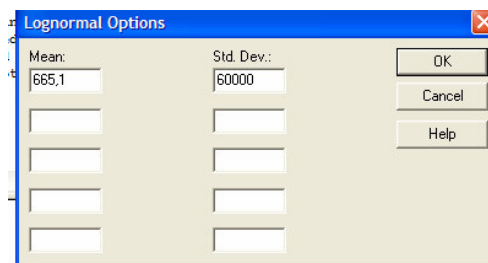 Lognormal Options
Mean:
Std. Dev.:
OK
665,1
60000
Cancel
Help